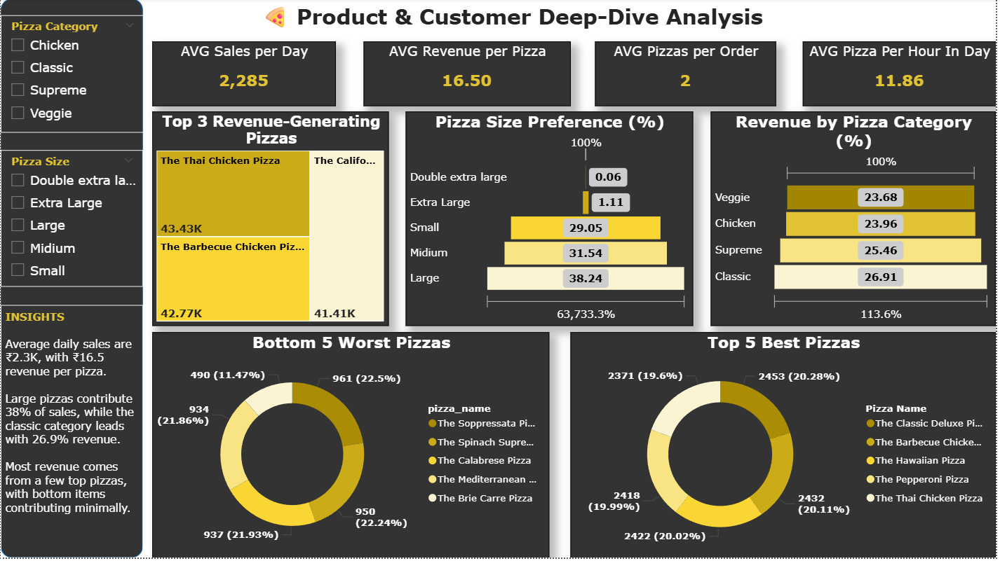 🍕 Product & Customer Deep-Dive Analysis
Pizza Category
Chicken
Classic
Supreme
Veggie
Pizza Size
Double extra la...
Extra Large
Large
Midium
Small
INSIGHTS
Average daily sales are
₹2.3K, with ₹16.5
revenue per pizza.
Large pizzas contribute
38% of sales, while the
classic category leads
with 26.9% revenue.
Most revenue comes
from a few top pizzas,
with bottom items
contributing minimally.
AVG Sales per Day
2,285
AVG Revenue per Pizza
16.50
AVG Pizzas per Order
2
AVG Pizza Per Hour In Day
11.86
Top 3 Revenue-Generating
Pizzas
The Thai Chicken Pizza
43.43K
The Barbecue Chicken Piz...
42.77K
The Califo...
41.41K
Pizza Size Preference (%)
100%
Double extra large 0.06
Extra Large 1.11
Small 29.05
Midium 31.54
Large 38.24
63,733.3%
Revenue by Pizza Category
(%)
100%
Veggie 23.68
Chicken 23.96
Supreme 25.46
Classic 26.91
113.6%
Bottom 5 Worst Pizzas
490 (11.47%)
961 (22.5%)
934
(21.86%)
950
(22.24%)
937 (21.93%)
pizza_name
The Soppressata Pi...
The Spinach Supre...
The Calabrese Pizza
The Mediterranean ...
The Brie Carre Pizza
Top 5 Best Pizzas
2371 (19.6%)
2453 (20.28%)
2418
(19.99%)
2432
(20.11%)
2422 (20.02%)
Pizza Name
The Classic Deluxe Pi...
The Barbecue Chicke...
The Hawaiian Pizza
The Pepperoni Pizza
The Thai Chicken Pizza